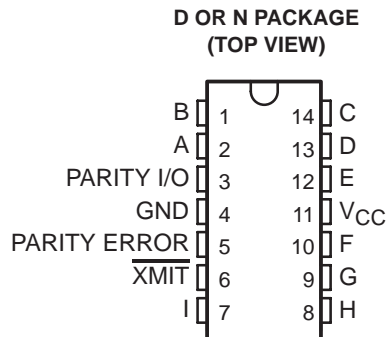 D OR N PACKAGE
(TOP VIEW)
B 1 14 C
A 2 13 D
PARITY I/O 3 12 E
GND 4 11 VCC
PARITY ERROR 5 10 F
XMIT 6 9 G
I 7 8 H